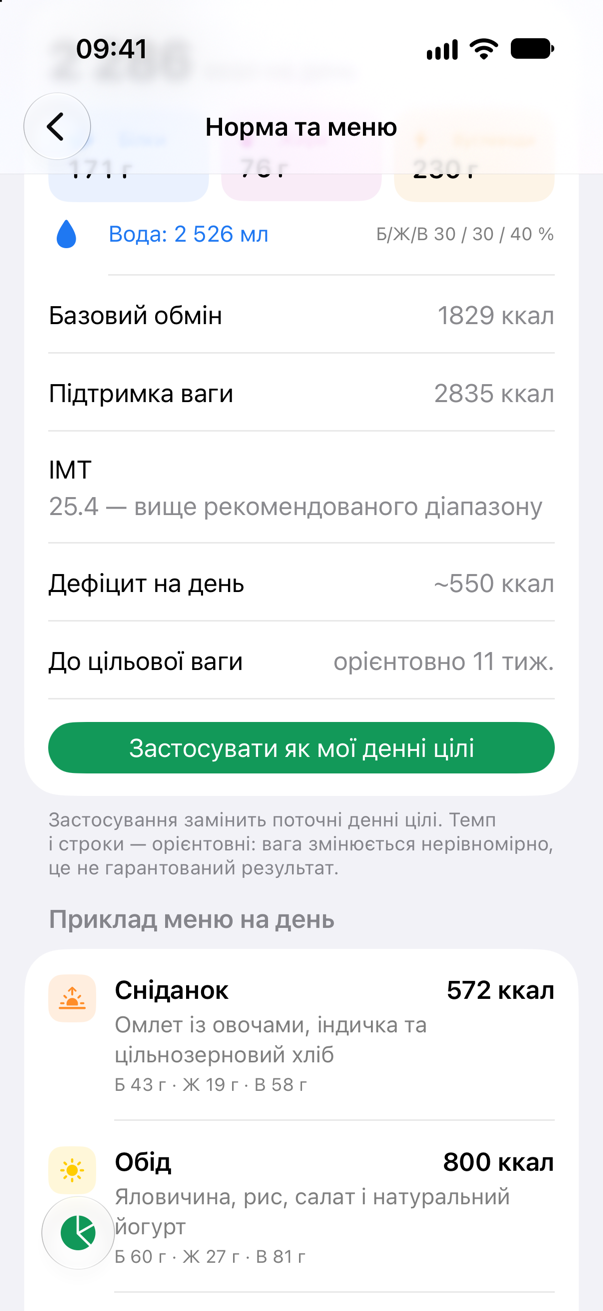 09:41
Норма та меню
171 г
76 г
230 г
Вода: 2 526 мл
Б/Ж/В 30 / 30 / 40 %
Базовий обмін
1829 ккал
Підтримка ваги
2835 ккал
ІМТ
25.4 — вище рекомендованого діапазону
Дефіцит на день
~550 ккал
До цільової ваги
орієнтовно 11 тиж.
Застосувати як мої денні цілі
Застосування замінить поточні денні цілі. Темп
і строки — орієнтовні: вага змінюється нерівномірно,
це не гарантований результат.
Приклад меню на день
Сніданок
572 ккал
Омлет із овочами, індичка та
цільнозерновий хліб
Б 43 г · Ж 19 г · В 58 г
Обід
800 ккал
Яловичина, рис, салат і натуральний
йогурт
Б 60 г · Ж 27 г · В 81 г